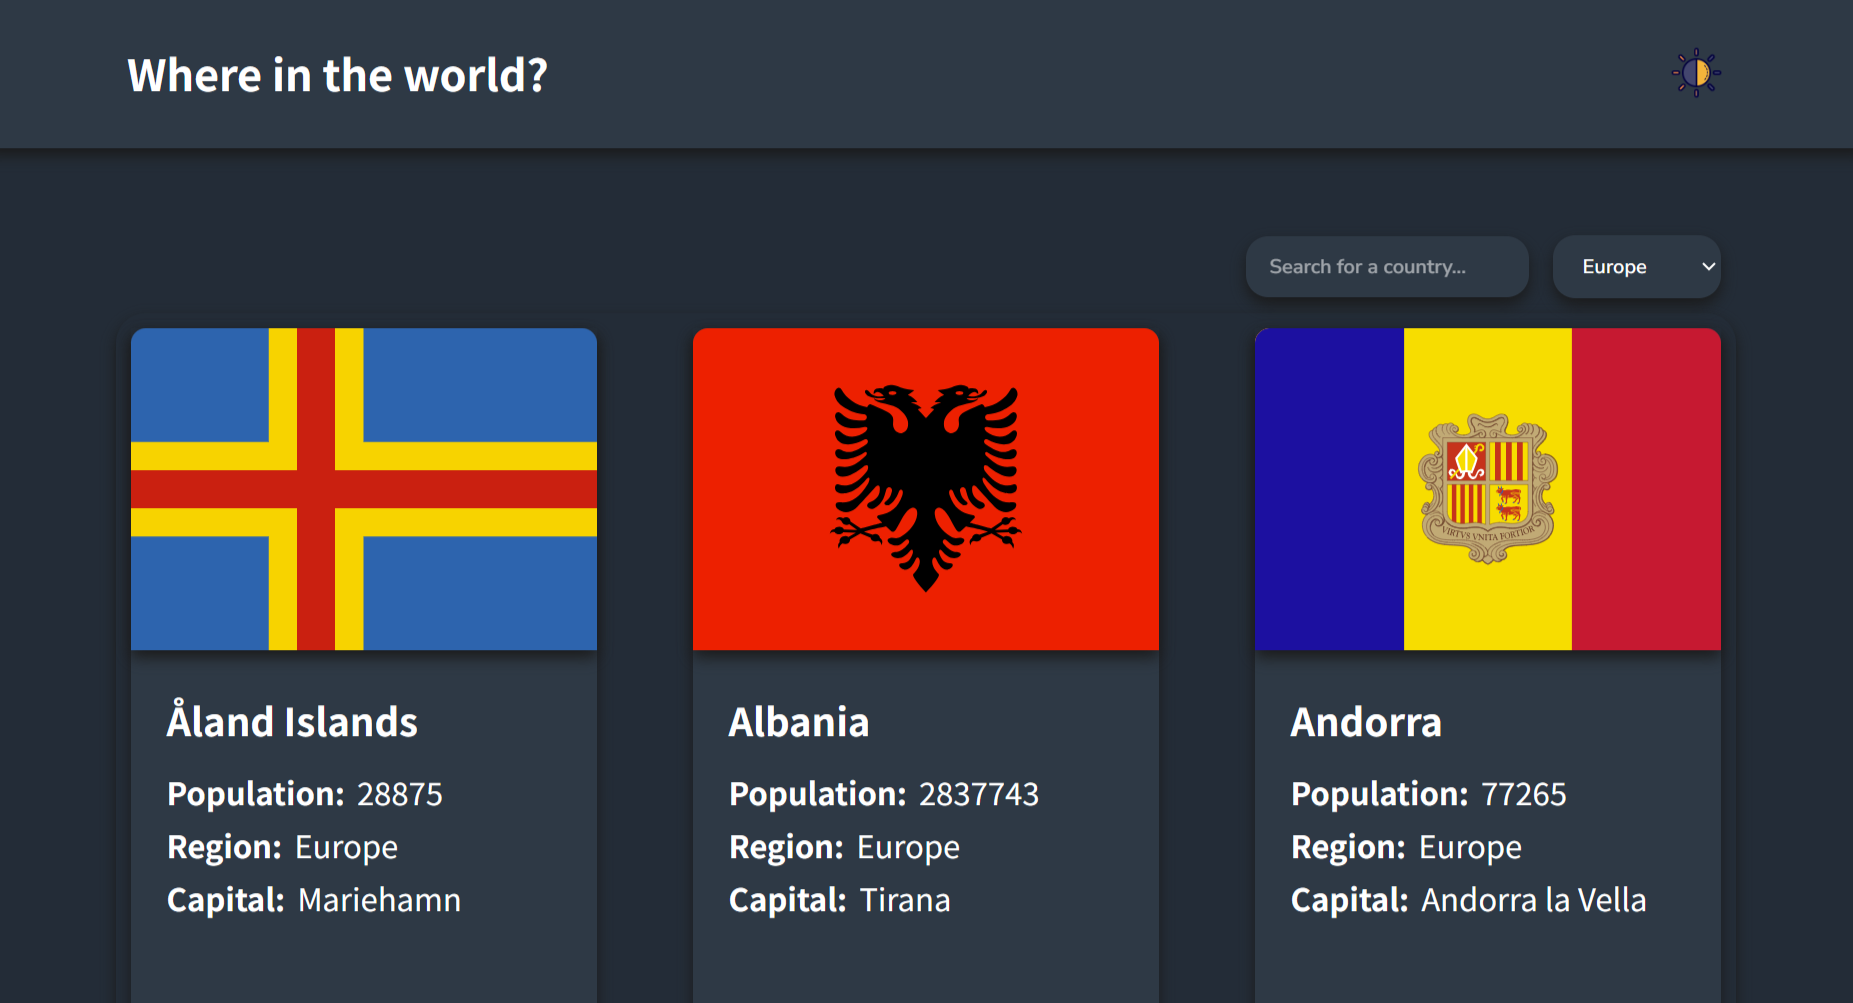 Where in the world?
Search for a country...
Europe
VIRTVS VNITA FORTIOR
Åland Islands
Population: 28875
Region: Europe
Capital: Mariehamn
Albania
Population: 2837743
Region: Europe
Capital: Tirana
Andorra
Population: 77265
Region: Europe
Capital: Andorra la Vella